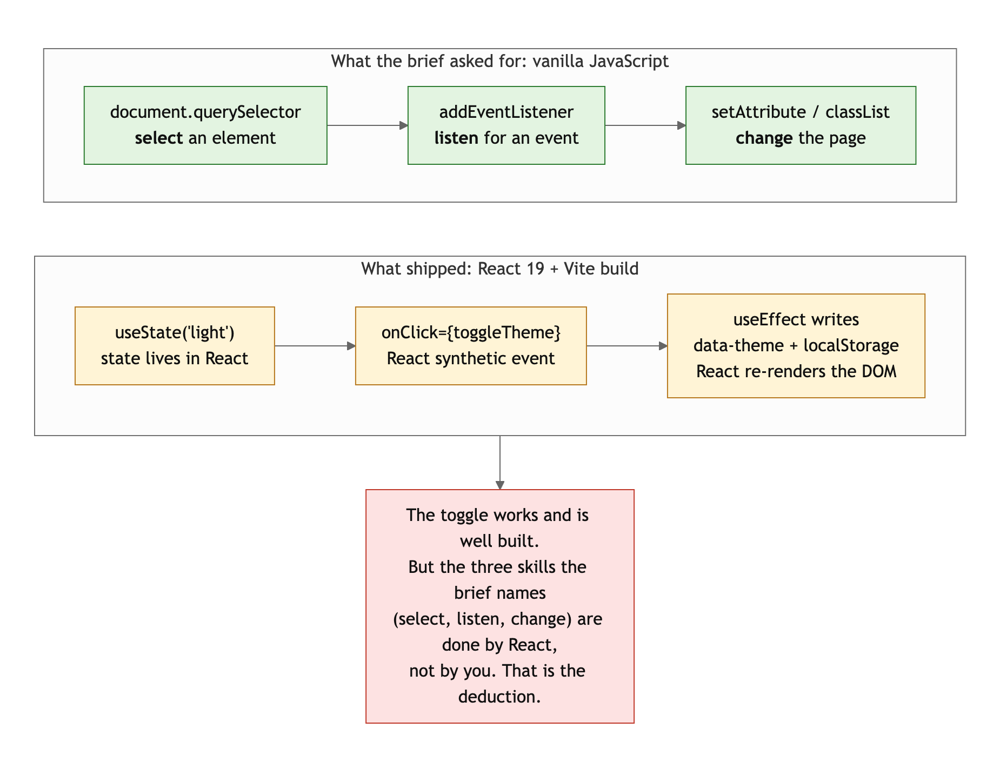 What the brief asked for: vanilla JavaScript
document.querySelector
select an element
addEventListener
listen for an event
setAttribute / classList
change the page
What shipped: React 19 + Vite build
useState('light')
state lives in React
onClick={toggleTheme}
React synthetic event
useEffect writes
data-theme + localStorage
React re-renders the DOM
The toggle works and is
well built.
But the three skills the
brief names
(select, listen, change) are
done by React,
not by you. That is the
deduction.